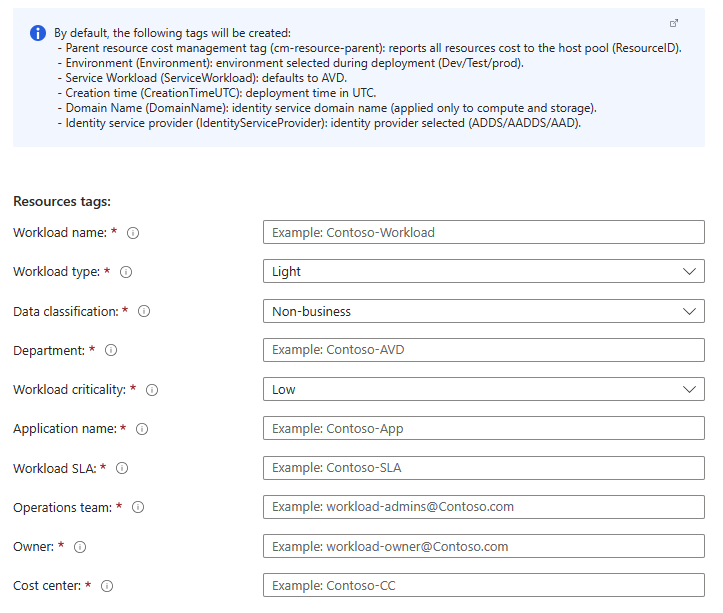 By default, the following tags will be created:
- Parent resource cost management tag (cm-resource-parent): reports all resources cost to the host pool (ResourceID).
- Environment (Environment): environment selected during deployment (Dev/Test/prod).
- Service Workload (ServiceWorkload): defaults to AVD.
- Creation time (CreationTimeUTC): deployment time in UTC.
- Domain Name (DomainName): identity service domain name (applied only to compute and storage).
- Identity service provider (IdentityServiceProvider): identity provider selected (ADDS/AADDS/AAD).
Resources tags:
Workload name: * Example: Contoso-Workload
Workload type: * Light
Data classification: * Non-business
Department: * Example: Contoso-AVD
Workload criticality: * Low
Application name: * Example: Contoso-App
Workload SLA: * Example: Contoso-SLA
Operations team: * Example: workload-admins@Contoso.com
Owner: * Example: workload-owner@Contoso.com
Cost center: * Example: Contoso-CC